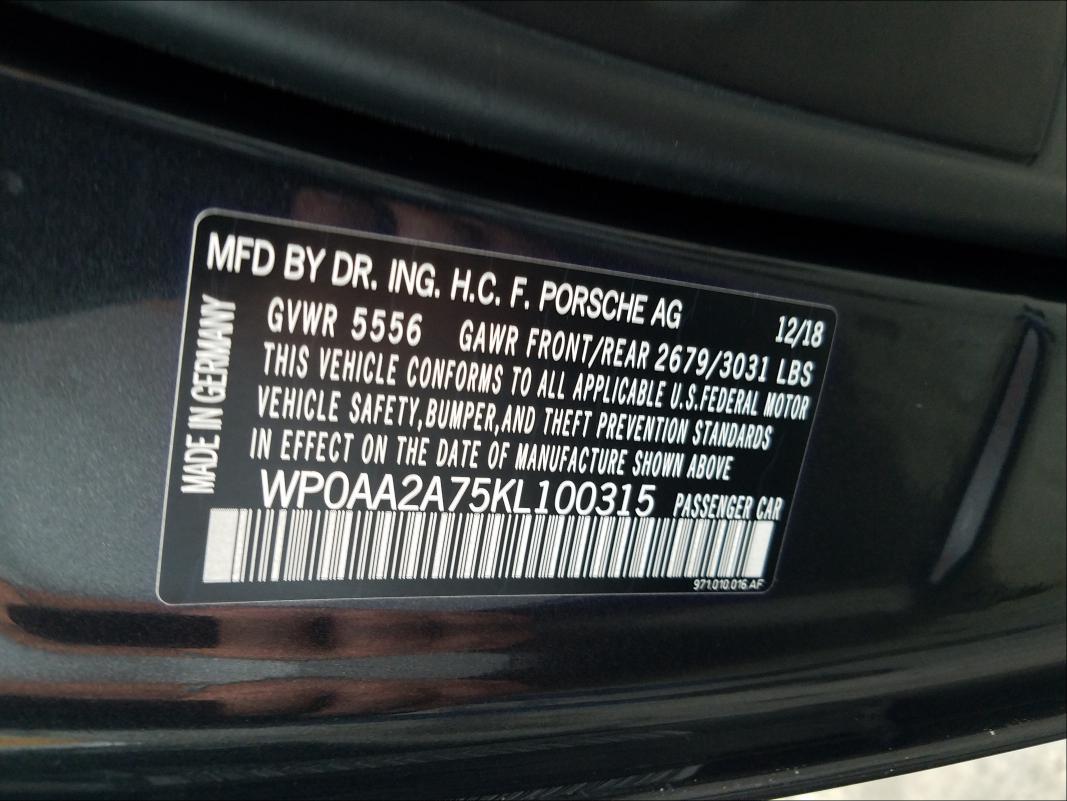 MFD BY DR. ING. H.C. F. PORSCHE AG
12/18
GVWR 5556 GAWR FRONT/REAR 2679/3031 LBS
THIS VEHICLE CONFORMS TO ALL APPLICABLE U.S.FEDERAL MOTOR
VEHICLE SAFETY,BUMPER,AND THEFT PREVENTION STANDARDS
IN EFFECT ON THE DATE OF MANUFACTURE SHOWN ABOVE
WP0AA2A75KL100315 PASSENGER CAR
971.010.016.AF
MADE IN GERMANY